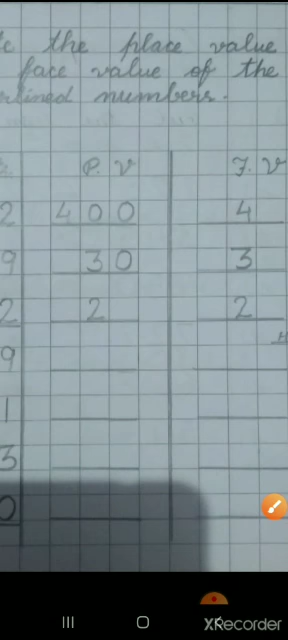 the place value
face value of the
numbers.
P. V F. V
2 400 4
9 30 3
2 2 2
9
1
3
0
XRecorder